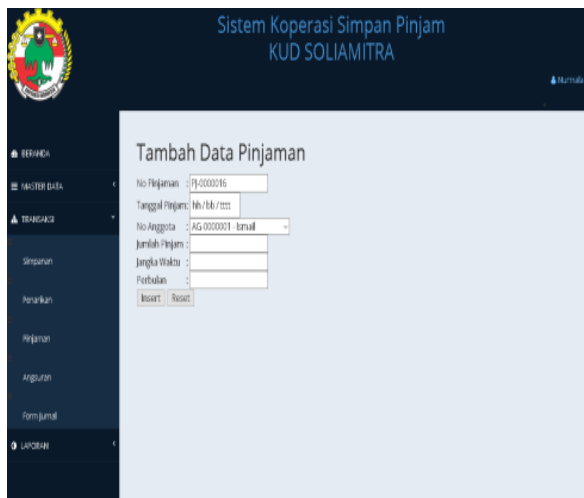 Sistem Koperasi Simpan Pinjam
KUD SOLIAMITRA
Nurmala
BERANDA
MASTER DATA
TRANSAKSI
Simpanan
Penarikan
Pinjaman
Angsuran
Form Jurnal
LAPORAN
Tambah Data Pinjaman
No Pinjaman : PJ-0000016
Tanggal Pinjam: hh / bb / tttt
No Anggota : AG-0000001 - Ismail
Jumlah Pinjam :
Jangka Waktu :
Perbulan :
Insert Reset